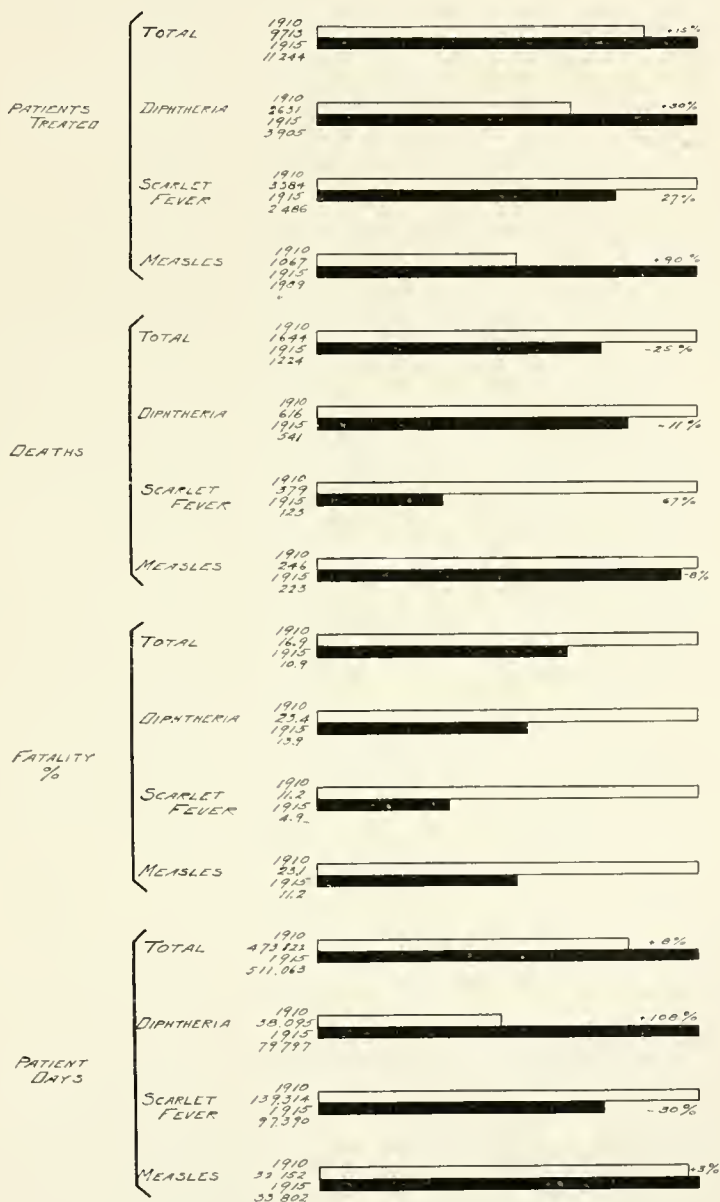 PATIENTS
TREATED
TOTAL
1910
9713
1915
11244
+15%
DIPHTHERIA
1910
2631
1915
3905
+30%
SCARLET
FEVER
1910
3384
1915
2486
27%
MEASLES
1910
1067
1915
1989
+90%
DEATHS
TOTAL
1910
1644
1915
1224
-25%
DIPHTHERIA
1910
616
1915
541
-11%
SCARLET
FEVER
1910
379
1915
123
67%
MEASLES
1910
246
1915
223
-8%
FATALITY
%
TOTAL
1910
16.9
1915
10.9
DIPHTHERIA
1910
23.4
1915
13.9
SCARLET
FEVER
1910
11.2
1915
4.9
MEASLES
1910
23.1
1915
11.2
PATIENT
DAYS
TOTAL
1910
1915
511.063
+8%
DIPHTHERIA
1910
38.095
1915
79797
+108%
SCARLET
FEVER
1910
139.314
1915
97.390
-30%
MEASLES
1910
1915
33 802
+3%